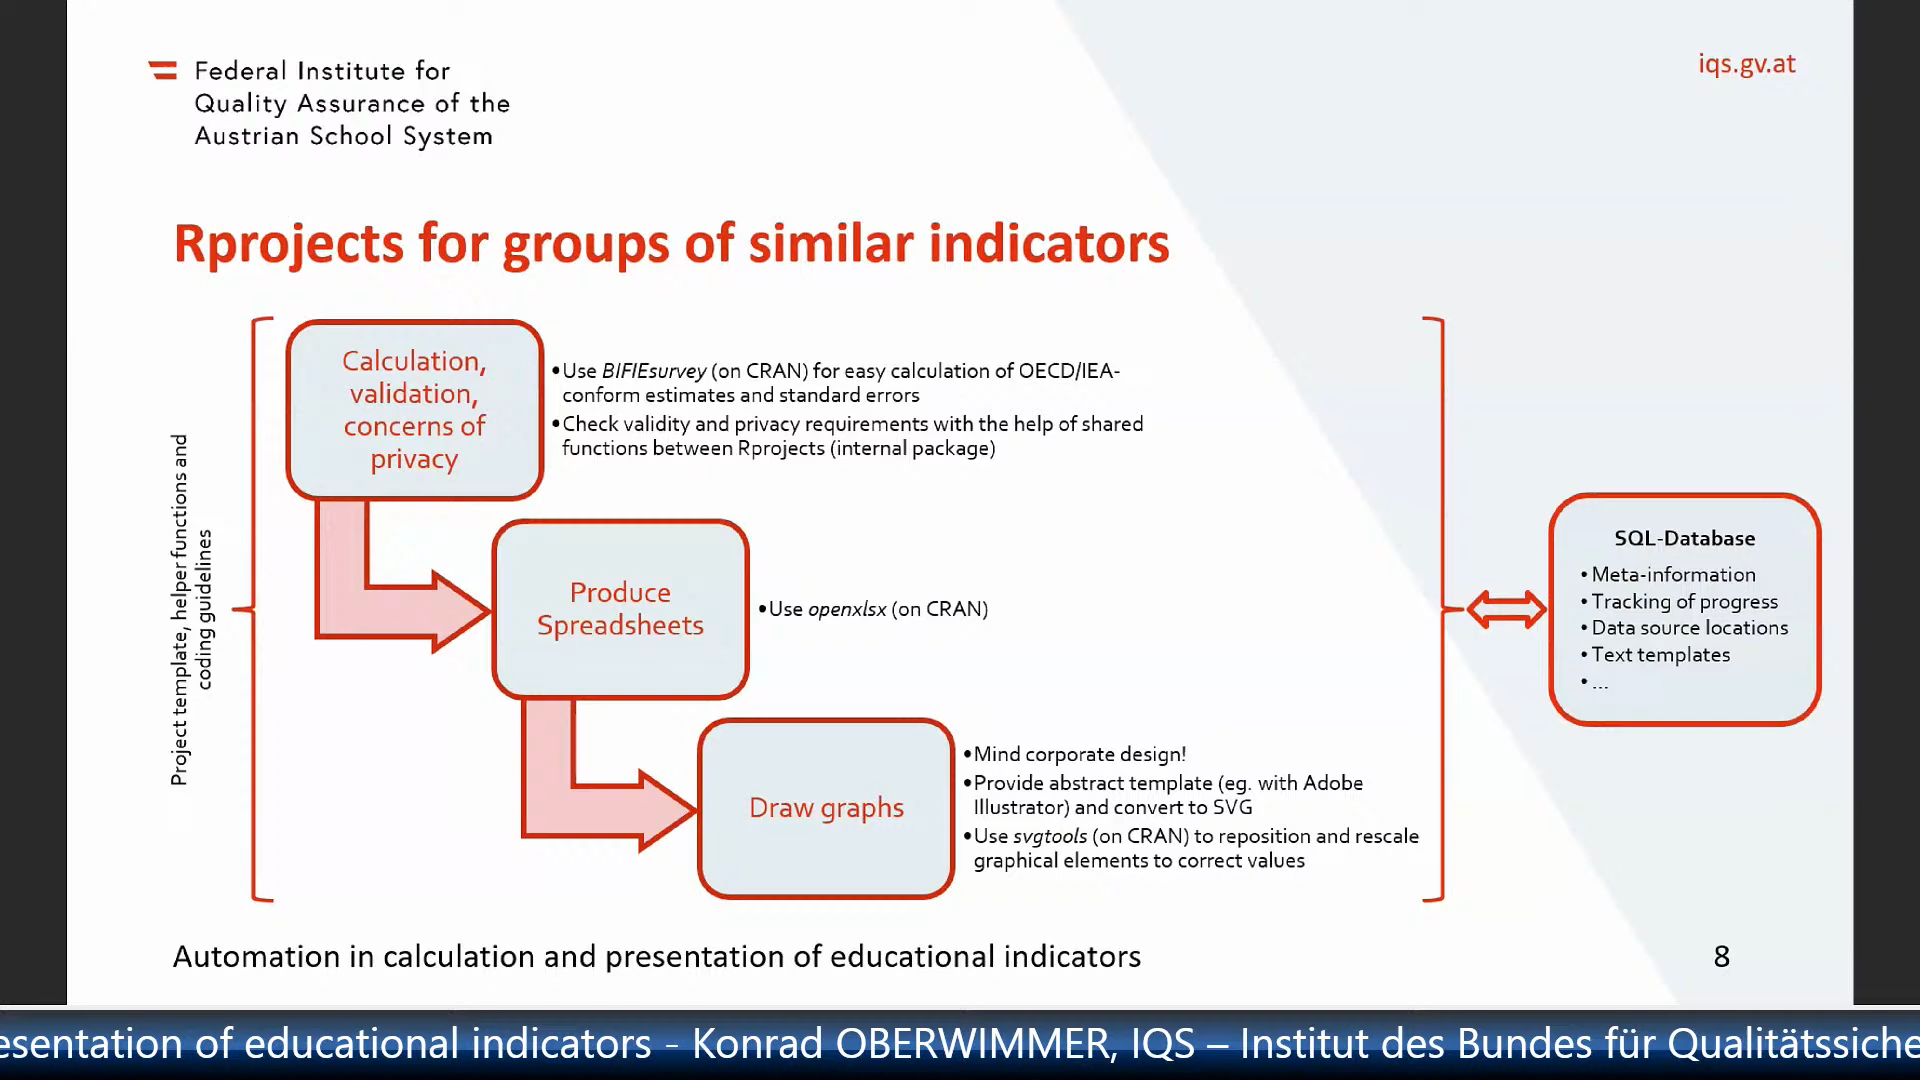 Federal Institute for
Quality Assurance of the
Austrian School System
iqs.gv.at
Rprojects for groups of similar indicators
Project template, helper functions and
coding guidelines
Calculation,
validation,
concerns of
privacy
•Use BIFIEsurvey (on CRAN) for easy calculation of OECD/IEA-
conform estimates and standard errors
•Check validity and privacy requirements with the help of shared
functions between Rprojects (internal package)
Produce
Spreadsheets
•Use openxlsx (on CRAN)
Draw graphs
•Mind corporate design!
•Provide abstract template (eg. with Adobe
Illustrator) and convert to SVG
•Use svgtools (on CRAN) to reposition and rescale
graphical elements to correct values
SQL-Database
•Meta-information
•Tracking of progress
•Data source locations
•Text templates
•...
Automation in calculation and presentation of educational indicators
8
esentation of educational indicators - Konrad OBERWIMMER, IQS – Institut des Bundes für Qualitätssiche